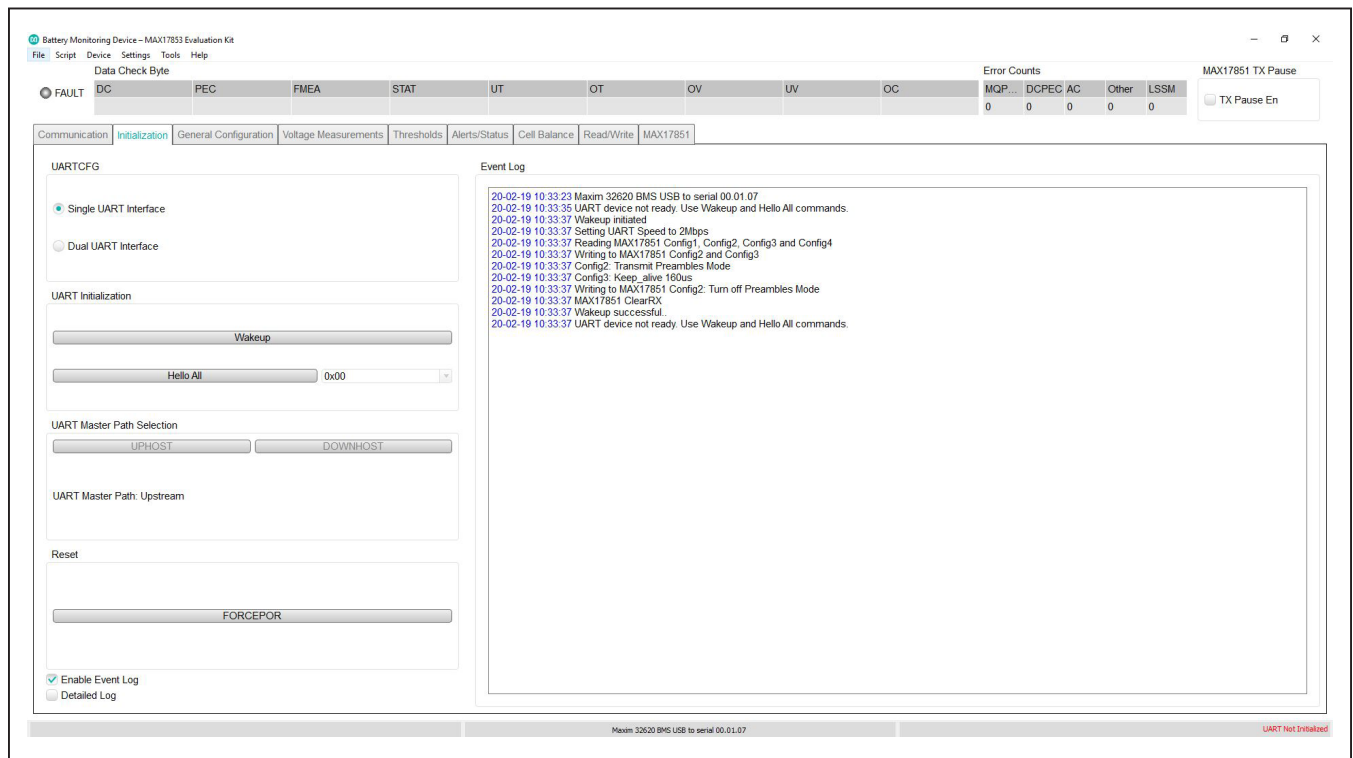 Battery Monitoring Device – MAX17853 Evaluation Kit
File Script Device Settings Tools Help
Data Check Byte Error Counts MAX17851 TX Pause
FAULT DC PEC FMEA STAT UT OT OV UV OC MQP... DCPEC AC Other LSSM
0 0 0 0 0 TX Pause En
Communication Initialization General Configuration Voltage Measurements Thresholds Alerts/Status Cell Balance Read/Write MAX17851
UARTCFG
Single UART Interface
Dual UART Interface
UART Initialization
Wakeup
Hello All 0x00
UART Master Path Selection
UPHOST DOWNHOST
UART Master Path: Upstream
Reset
FORCEPOR
Enable Event Log
Detailed Log
Event Log
20-02-19 10:33:23 Maxim 32620 BMS USB to serial 00.01.07
20-02-19 10:33:35 UART device not ready. Use Wakeup and Hello All commands.
20-02-19 10:33:37 Wakeup initiated
20-02-19 10:33:37 Setting UART Speed to 2Mbps
20-02-19 10:33:37 Reading MAX17851 Config1, Config2, Config3 and Config4
20-02-19 10:33:37 Writing to MAX17851 Config2 and Config3
20-02-19 10:33:37 Config2: Transmit Preambles Mode
20-02-19 10:33:37 Config3: Keep_alive 160us
20-02-19 10:33:37 Writing to MAX17851 Config2: Turn off Preambles Mode
20-02-19 10:33:37 MAX17851 ClearRX
20-02-19 10:33:37 Wakeup successful..
20-02-19 10:33:37 UART device not ready. Use Wakeup and Hello All commands.
Maxim 32620 BMS USB to serial 00.01.07
UART Not Initialized